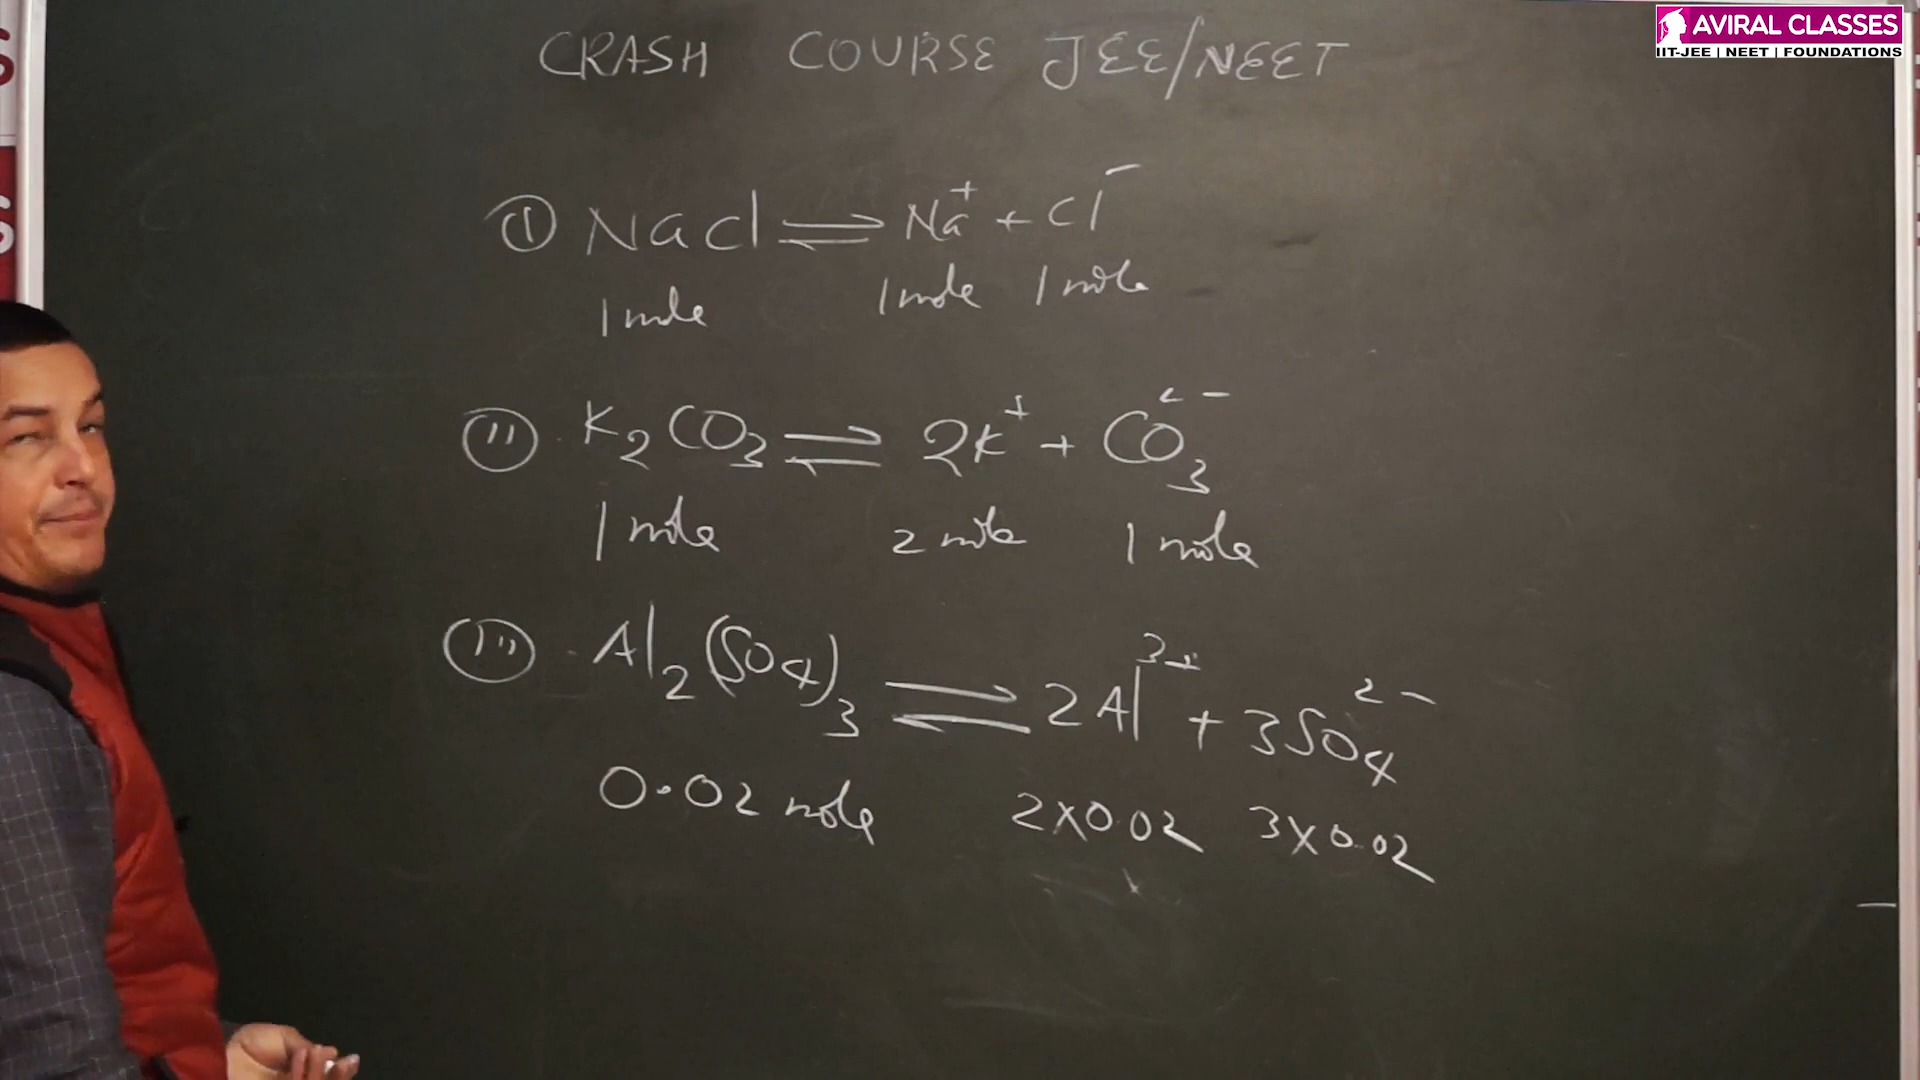 AVIRAL CLASSES
IIT-JEE | NEET | FOUNDATIONS
CRASH COURSE JEE/NEET
(i) NaCl ⇌ Na⁺ + Cl⁻
1 mole 1 mole 1 mole
(ii) K₂CO₃ ⇌ 2K⁺ + CO₃²⁻
1 mole 2 mole 1 mole
(iii) Al₂(SO₄)₃ ⇌ 2Al³⁺ + 3SO₄²⁻
0.02 mole 2×0.02 3×0.02
S
S